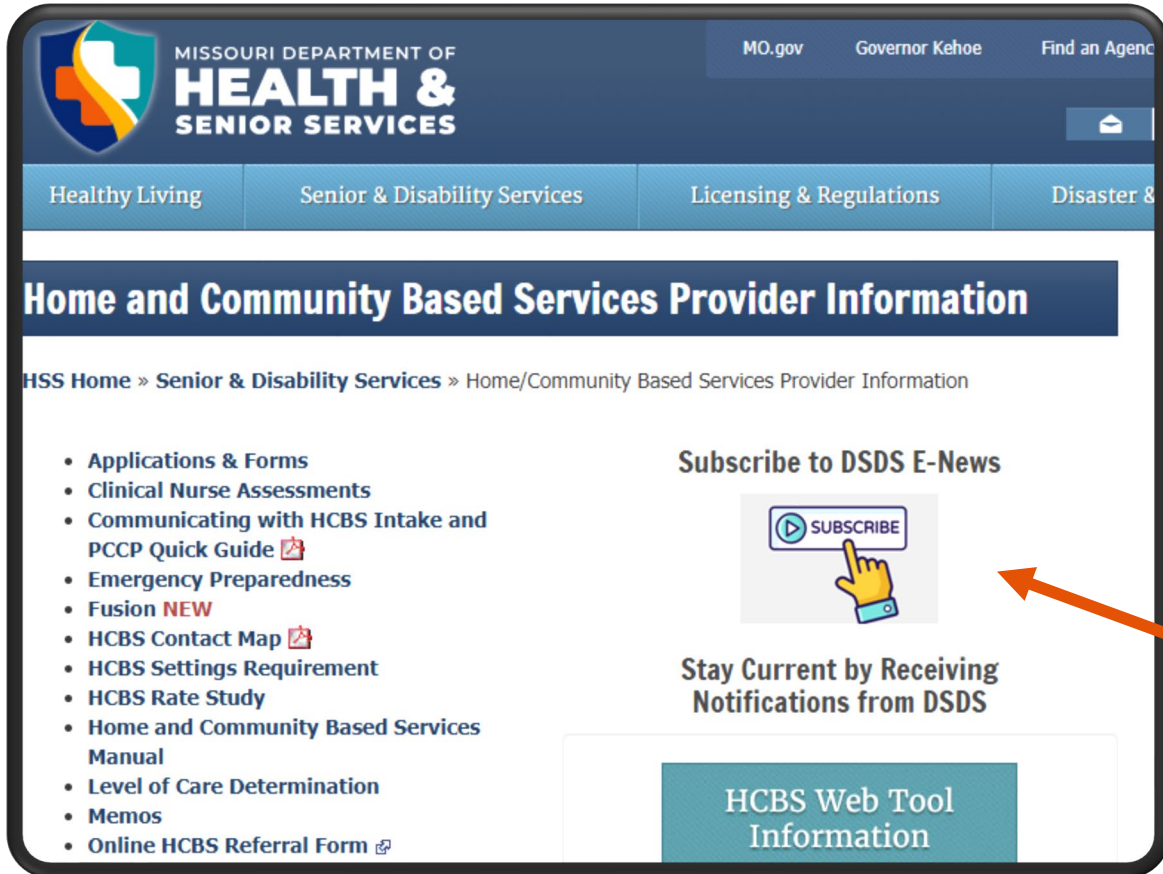 MISSOURI DEPARTMENT OF
HEALTH &
SENIOR SERVICES
MO.gov Governor Kehoe Find an Agenc
Healthy Living Senior & Disability Services Licensing & Regulations Disaster &
Home and Community Based Services Provider Information
HSS Home » Senior & Disability Services » Home/Community Based Services Provider Information
• Applications & Forms
• Clinical Nurse Assessments
• Communicating with HCBS Intake and
PCCP Quick Guide
• Emergency Preparedness
• Fusion NEW
• HCBS Contact Map
• HCBS Settings Requirement
• HCBS Rate Study
• Home and Community Based Services
Manual
• Level of Care Determination
• Memos
• Online HCBS Referral Form
Subscribe to DSDS E-News
SUBSCRIBE
Stay Current by Receiving
Notifications from DSDS
HCBS Web Tool
Information